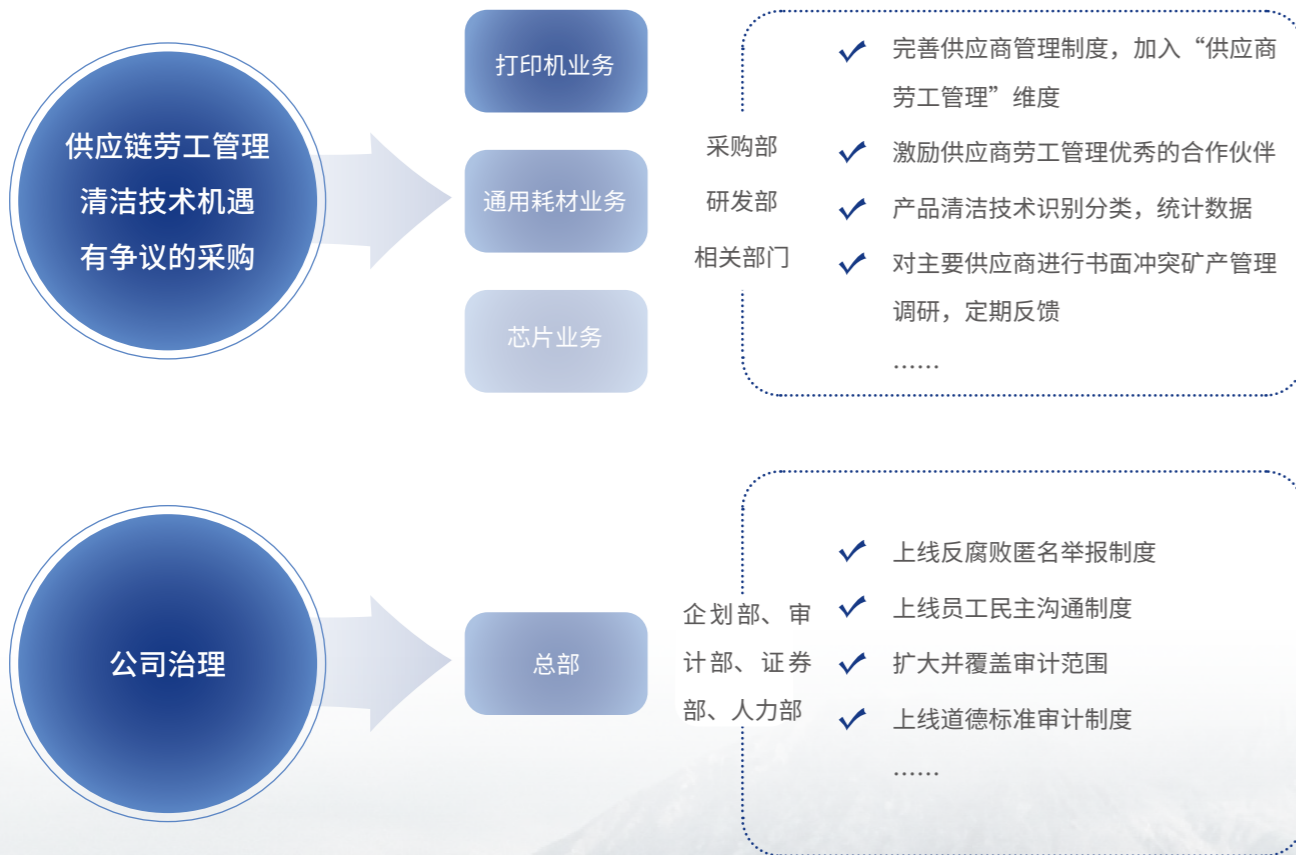 供应链劳工管理
清洁技术机遇
有争议的采购
打印机业务
通用耗材业务
芯片业务
采购部
研发部
相关部门
完善供应商管理制度，加入“供应商
劳工管理”维度
激励供应商劳工管理优秀的合作伙伴
产品清洁技术识别分类，统计数据
对主要供应商进行书面冲突矿产管理
调研，定期反馈
……
公司治理
总部
企划部、审
计部、证券
部、人力部
上线反腐败匿名举报制度
上线员工民主沟通制度
扩大并覆盖审计范围
上线道德标准审计制度
……